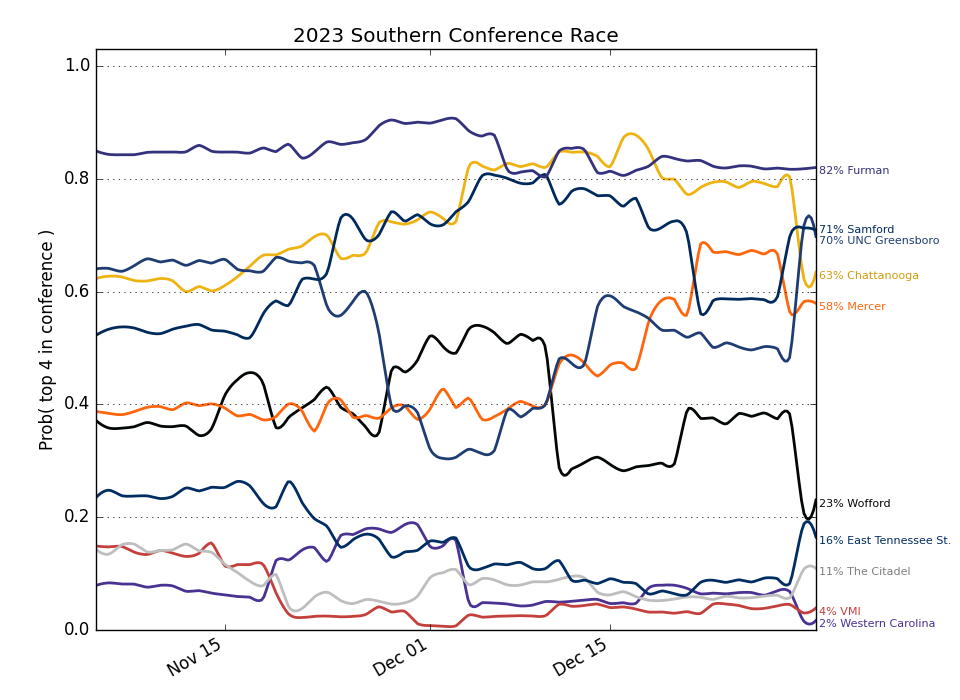 2023 Southern Conference Race
Prob( top 4 in conference )
1.0
0.8
0.6
0.4
0.2
0.0
Nov 15
Dec 01
Dec 15
82% Furman
71% Samford
70% UNC Greensboro
63% Chattanooga
58% Mercer
23% Wofford
16% East Tennessee St.
11% The Citadel
4% VMI
2% Western Carolina